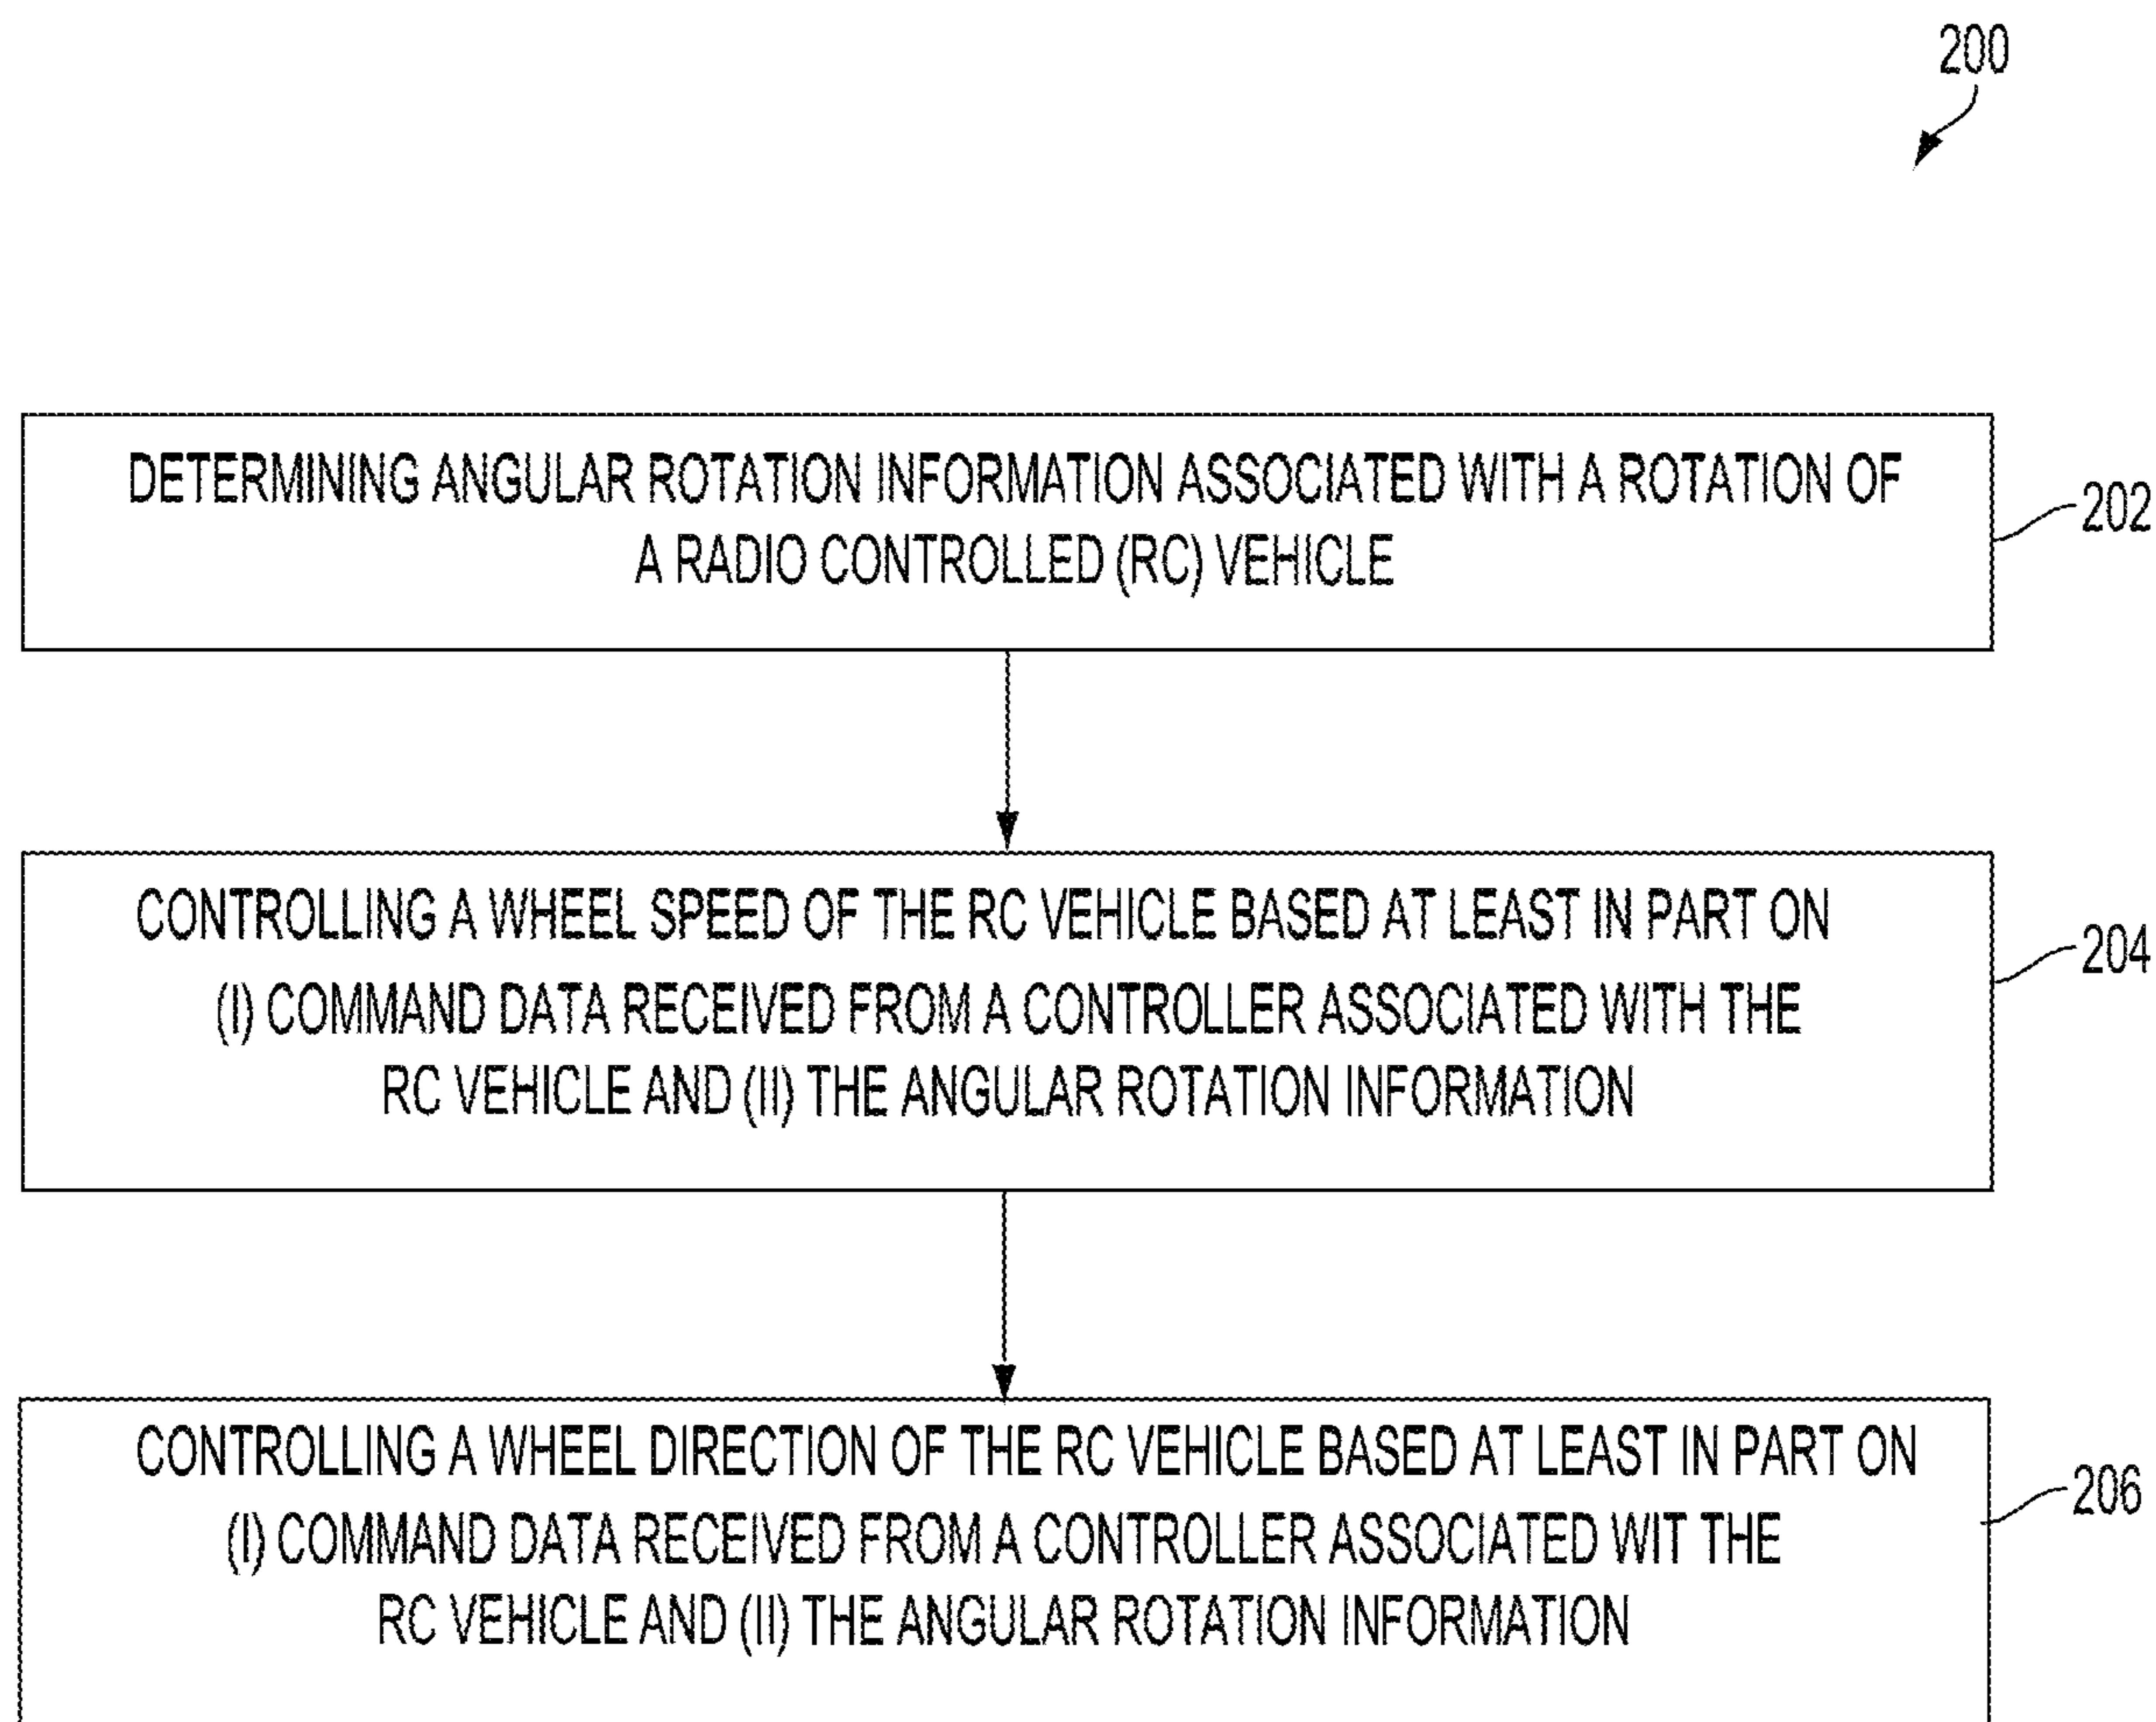 200
DETERMINING ANGULAR ROTATION INFORMATION ASSOCIATED WITH A ROTATION OF
A RADIO CONTROLLED (RC) VEHICLE
202
CONTROLLING A WHEEL SPEED OF THE RC VEHICLE BASED AT LEAST IN PART ON
(I) COMMAND DATA RECEIVED FROM A CONTROLLER ASSOCIATED WITH THE
RC VEHICLE AND (II) THE ANGULAR ROTATION INFORMATION
204
CONTROLLING A WHEEL DIRECTION OF THE RC VEHICLE BASED AT LEAST IN PART ON
(I) COMMAND DATA RECEIVED FROM A CONTROLLER ASSOCIATED WIT THE
RC VEHICLE AND (II) THE ANGULAR ROTATION INFORMATION
206